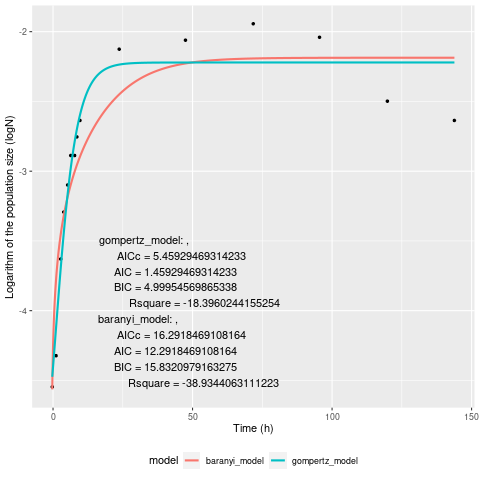 Logarithm of the population size (logN)
-2
-3
-4
gompertz_model: ,
AICc = 5.45929469314233
AIC = 1.45929469314233
BIC = 4.99954569865338
Rsquare = -18.3960244155254
baranyi_model: ,
AICc = 16.2918469108164
AIC = 12.2918469108164
BIC = 15.8320979163275
Rsquare = -38.9344063111223
0 50 100 150
Time (h)
model baranyi_model gompertz_model